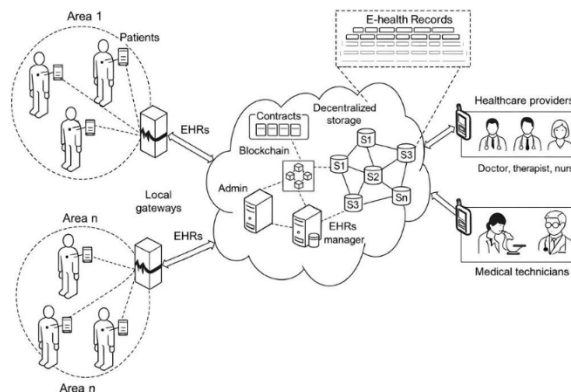 Area 1
Patients
EHRs
Local
gateways
Area n
EHRs
Area n
E-health Records
Contracts
Decentralized
storage
Blockchain
S1
S1
S3
S2
S3
Sn
Admin
EHRs
manager
Healthcare providers
Doctor, therapist, nurs
Medical technicians